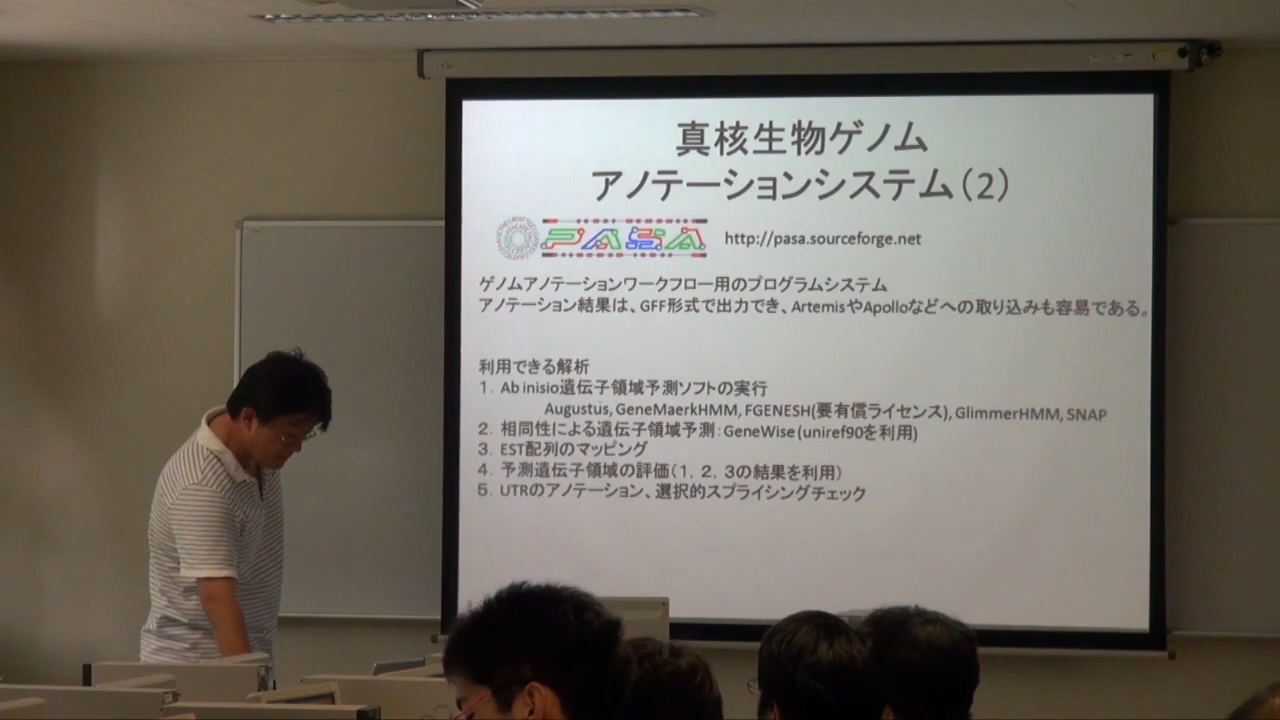 真核生物ゲノム
アノテーションシステム(2)
PASA
http://pasa.sourceforge.net
ゲノムアノテーションワークフロー用のプログラムシステム
アノテーション結果は、GFF形式で出力でき、ArtemisやApolloなどへの取り込みも容易である。
利用できる解析
1. Ab inisio遺伝子領域予測ソフトの実行
Augustus, GeneMaerkHMM, FGENESH(要有償ライセンス), GlimmerHMM, SNAP
2. 相同性による遺伝子領域予測:GeneWise(uniref90を利用)
3. EST配列のマッピング
4. 予測遺伝子領域の評価(1, 2, 3の結果を利用)
5. UTRのアノテーション、選択的スプライシングチェック